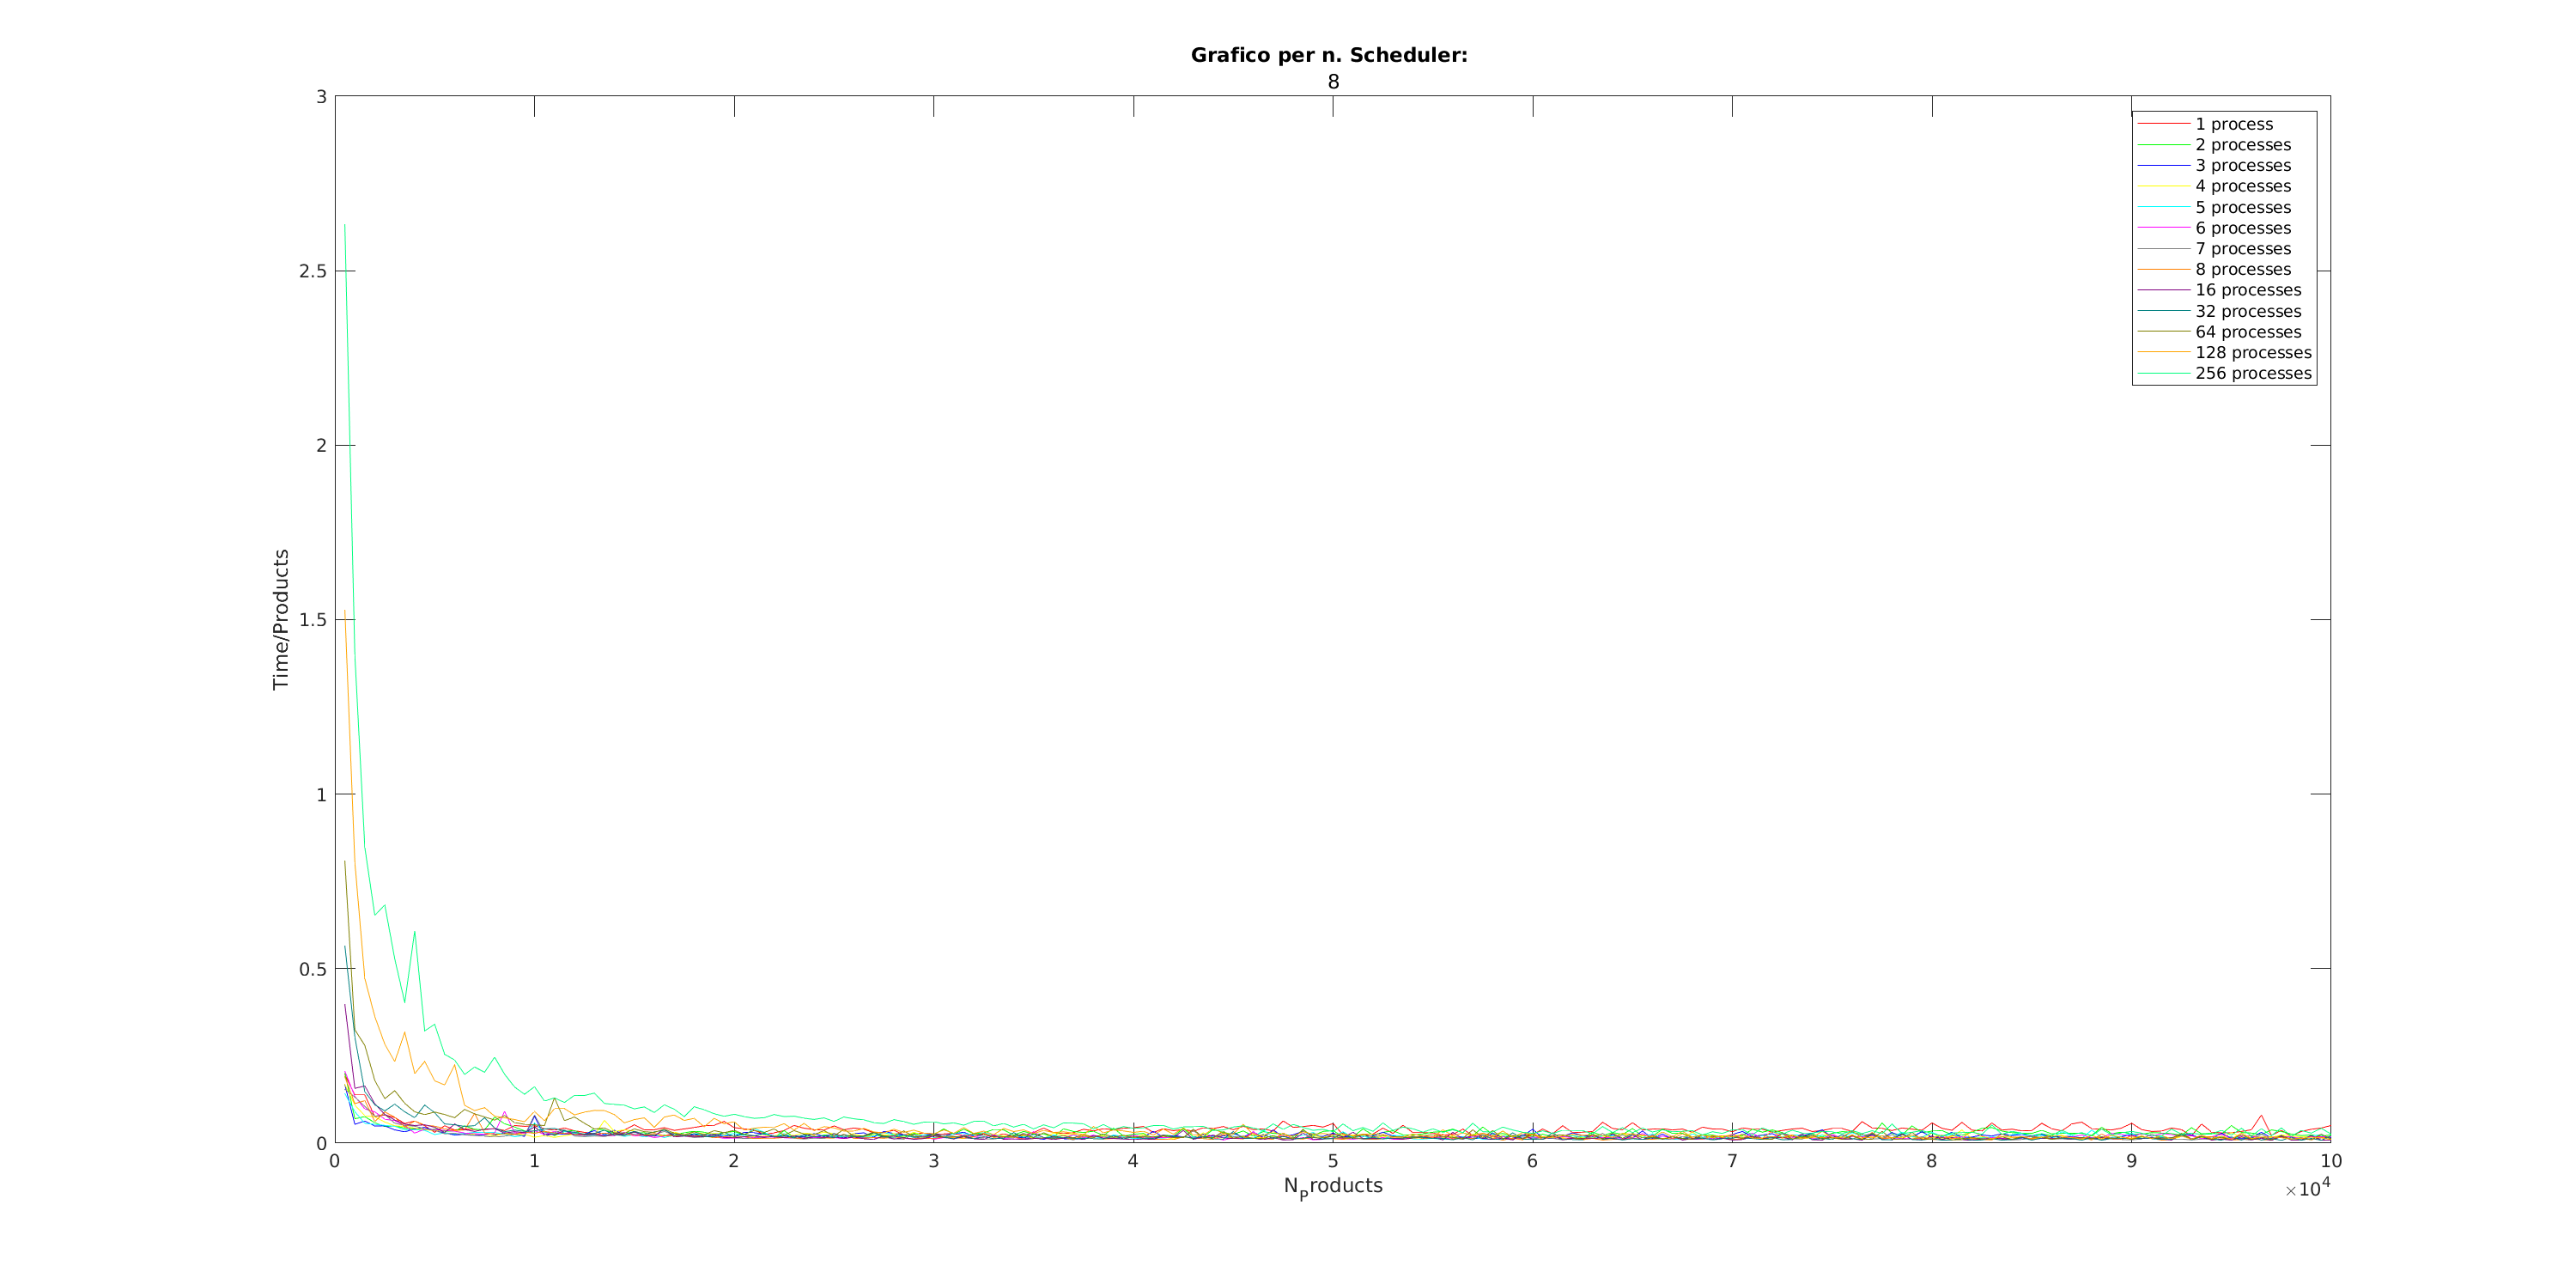 Grafico per n. Scheduler:
8
3
2.5
2
1.5
1
0.5
0
Time/Products
1 process
2 processes
3 processes
4 processes
5 processes
6 processes
7 processes
8 processes
16 processes
32 processes
64 processes
128 processes
256 processes
0 1 2 3 4 5 6 7 8 9 10
×10^4
N_Products